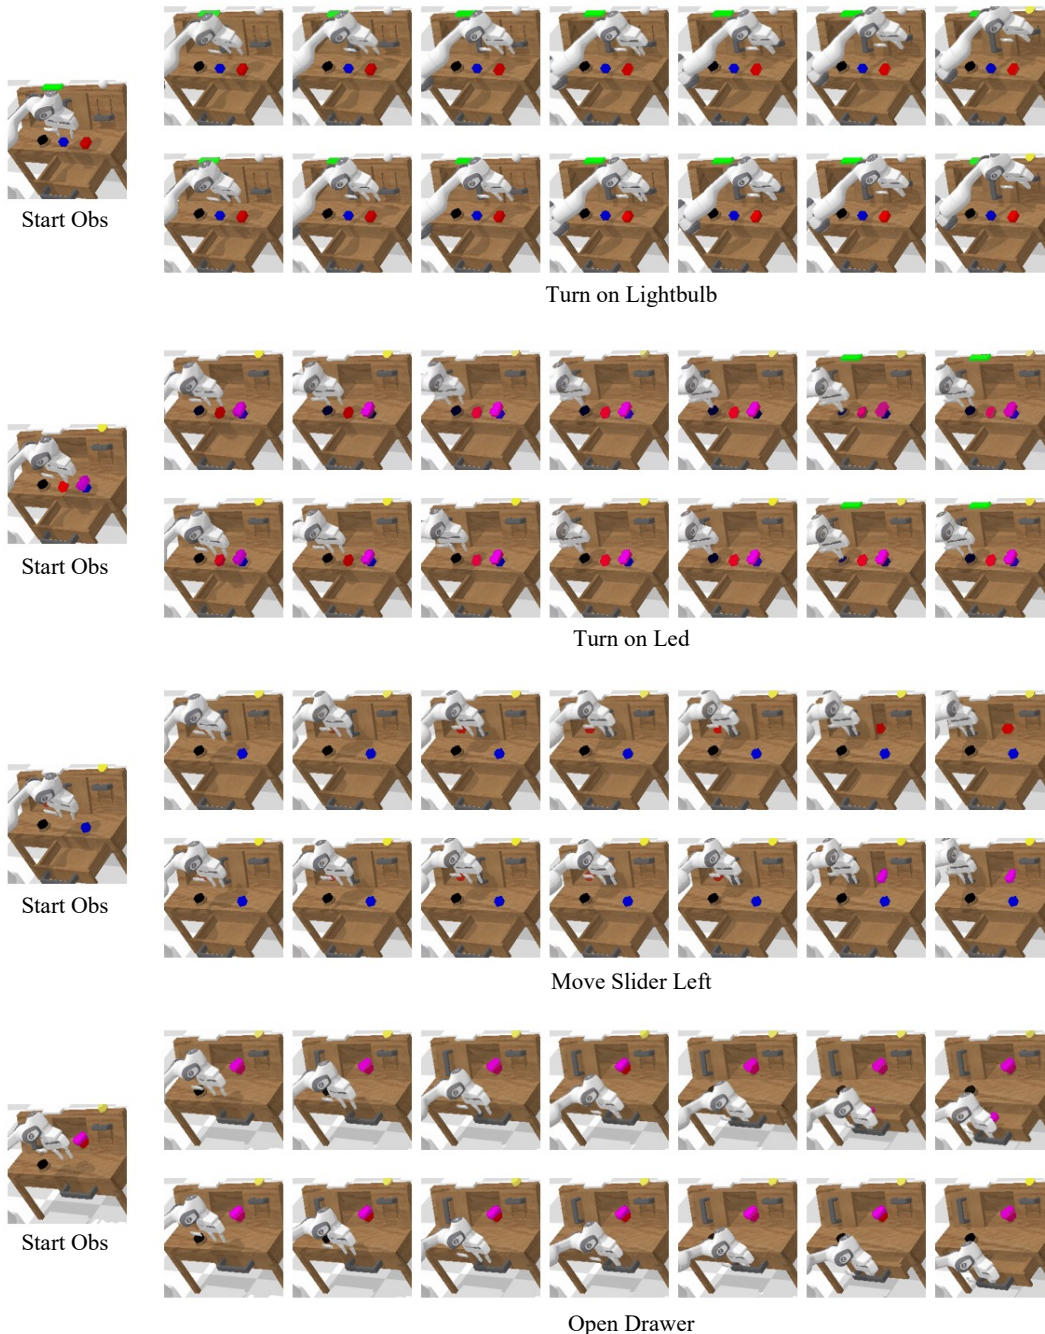 Start Obs
Turn on Lightbulb
Start Obs
Turn on Led
Start Obs
Move Slider Left
Start Obs
Open Drawer